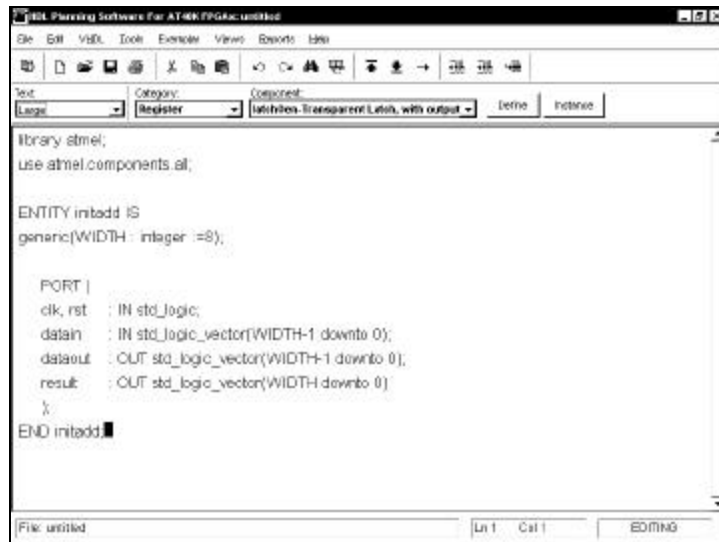 HDL Planning Software For AT40K FPGAs: untitled
File Edit VHDL Tools Examples Views Reports Help
Text: Category: Component:
Large Register latch8en-Transparent Latch, with output Define Instance
library atmel;
use atmel.components.all;
ENTITY initadd IS
generic(WIDTH : integer :=8);
PORT (
clk, rst : IN std_logic;
datain : IN std_logic_vector(WIDTH-1 downto 0);
dataout : OUT std_logic_vector(WIDTH-1 downto 0);
result : OUT std_logic_vector(WIDTH downto 0)
);
END initadd;
File: untitled Ln 1 Col 1 EDITING